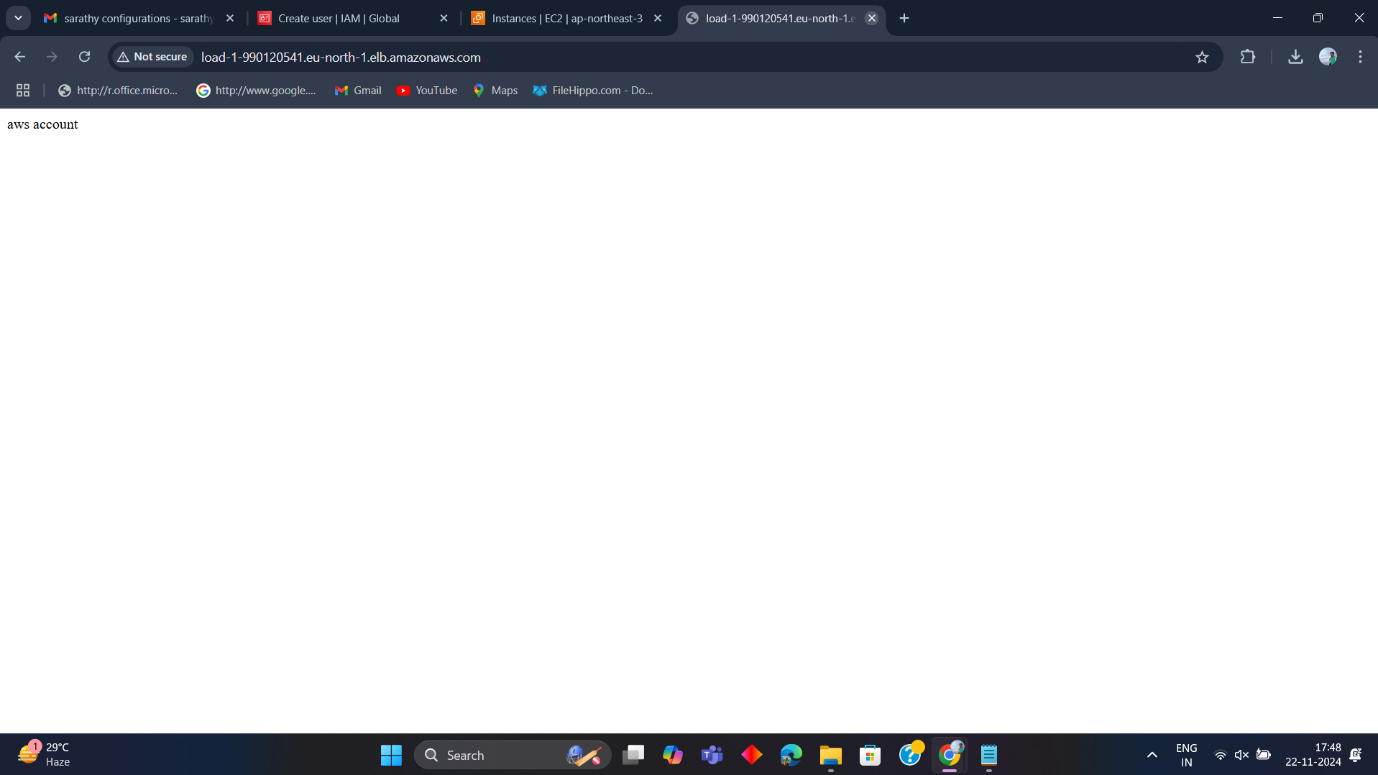 sarathy configurations - sarathy
Create user | IAM | Global
Instances | EC2 | ap-northeast-3
load-1-990120541.eu-north-1.e
Not secure
load-1-990120541.eu-north-1.elb.amazonaws.com
http://r.office.micro...
http://www.google....
Gmail
YouTube
Maps
FileHippo.com - Do...
aws account
1
29°C
Haze
Search
ENG
IN
17:48
22-11-2024